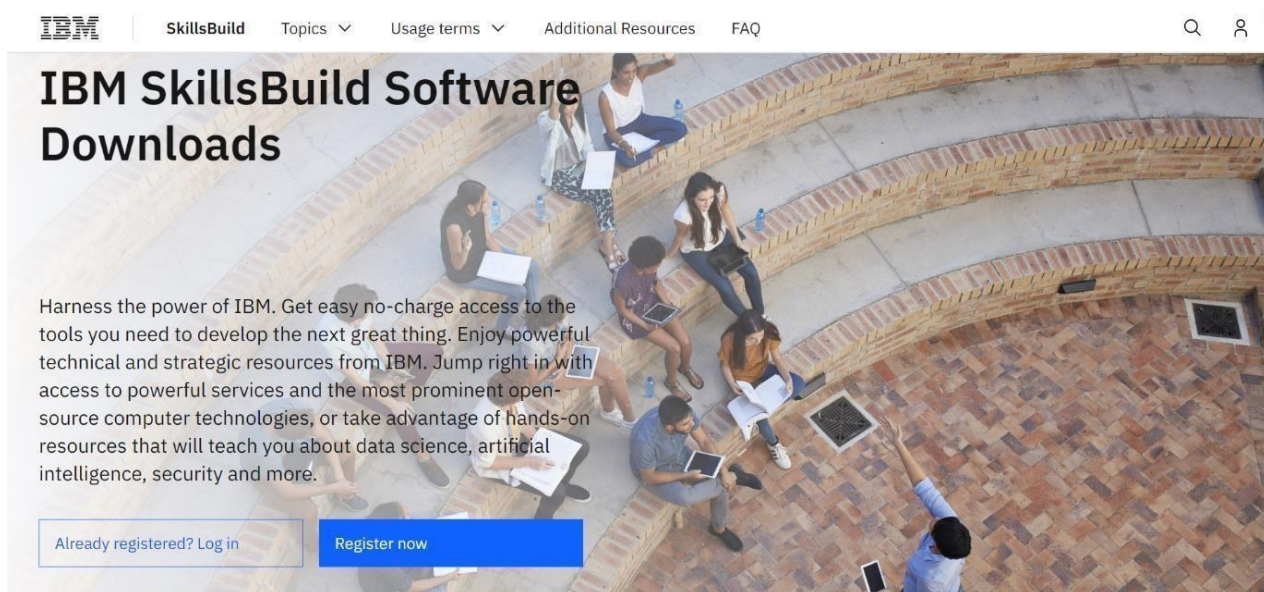 IBM
SkillsBuild
Topics
Usage terms
Additional Resources
FAQ
IBM SkillsBuild Software
Downloads
Harness the power of IBM. Get easy no-charge access to the
tools you need to develop the next great thing. Enjoy powerful
technical and strategic resources from IBM. Jump right in with
access to powerful services and the most prominent open-
source computer technologies, or take advantage of hands-on
resources that will teach you about data science, artificial
intelligence, security and more.
Already registered? Log in
Register now